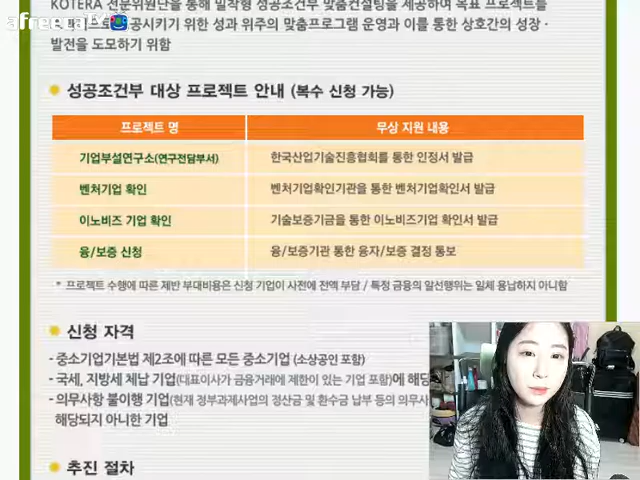 KOTERA 전문위원단을 통해 밀착형 성공조건부 맞춤컨설팅을 제공하여 목표 프로젝트를
공시키기 위한 성과 위주의 맞춤프로그램 운영과 이를 통한 상호간의 성장·
발전을 도모하기 위함
afreecaTV
성공조건부 대상 프로젝트 안내 (복수 신청 가능)
프로젝트 명 무상 지원 내용
기업부설연구소(연구전담부서) 한국산업기술진흥협회를 통한 인정서 발급
벤처기업 확인 벤처기업확인기관을 통한 벤처기업확인서 발급
이노비즈 기업 확인 기술보증기금을 통한 이노비즈기업 확인서 발급
융/보증 신청 융/보증기관 통한 융자/보증 결정 통보
* 프로젝트 수행에 따른 제반 부대비용은 신청 기업이 사전에 전액 부담 / 특정 금융의 알선행위는 일체 용납하지 아니함
신청 자격
- 중소기업기본법 제2조에 따른 모든 중소기업 (소상공인 포함)
- 국세, 지방세 체납 기업(대표이사가 금융거래에 제한이 있는 기업 포함)에 해당
- 의무사항 불이행 기업(현재 정부과제사업의 정산금 및 환수금 납부 등의 의무사
해당되지 아니한 기업
추진 절차